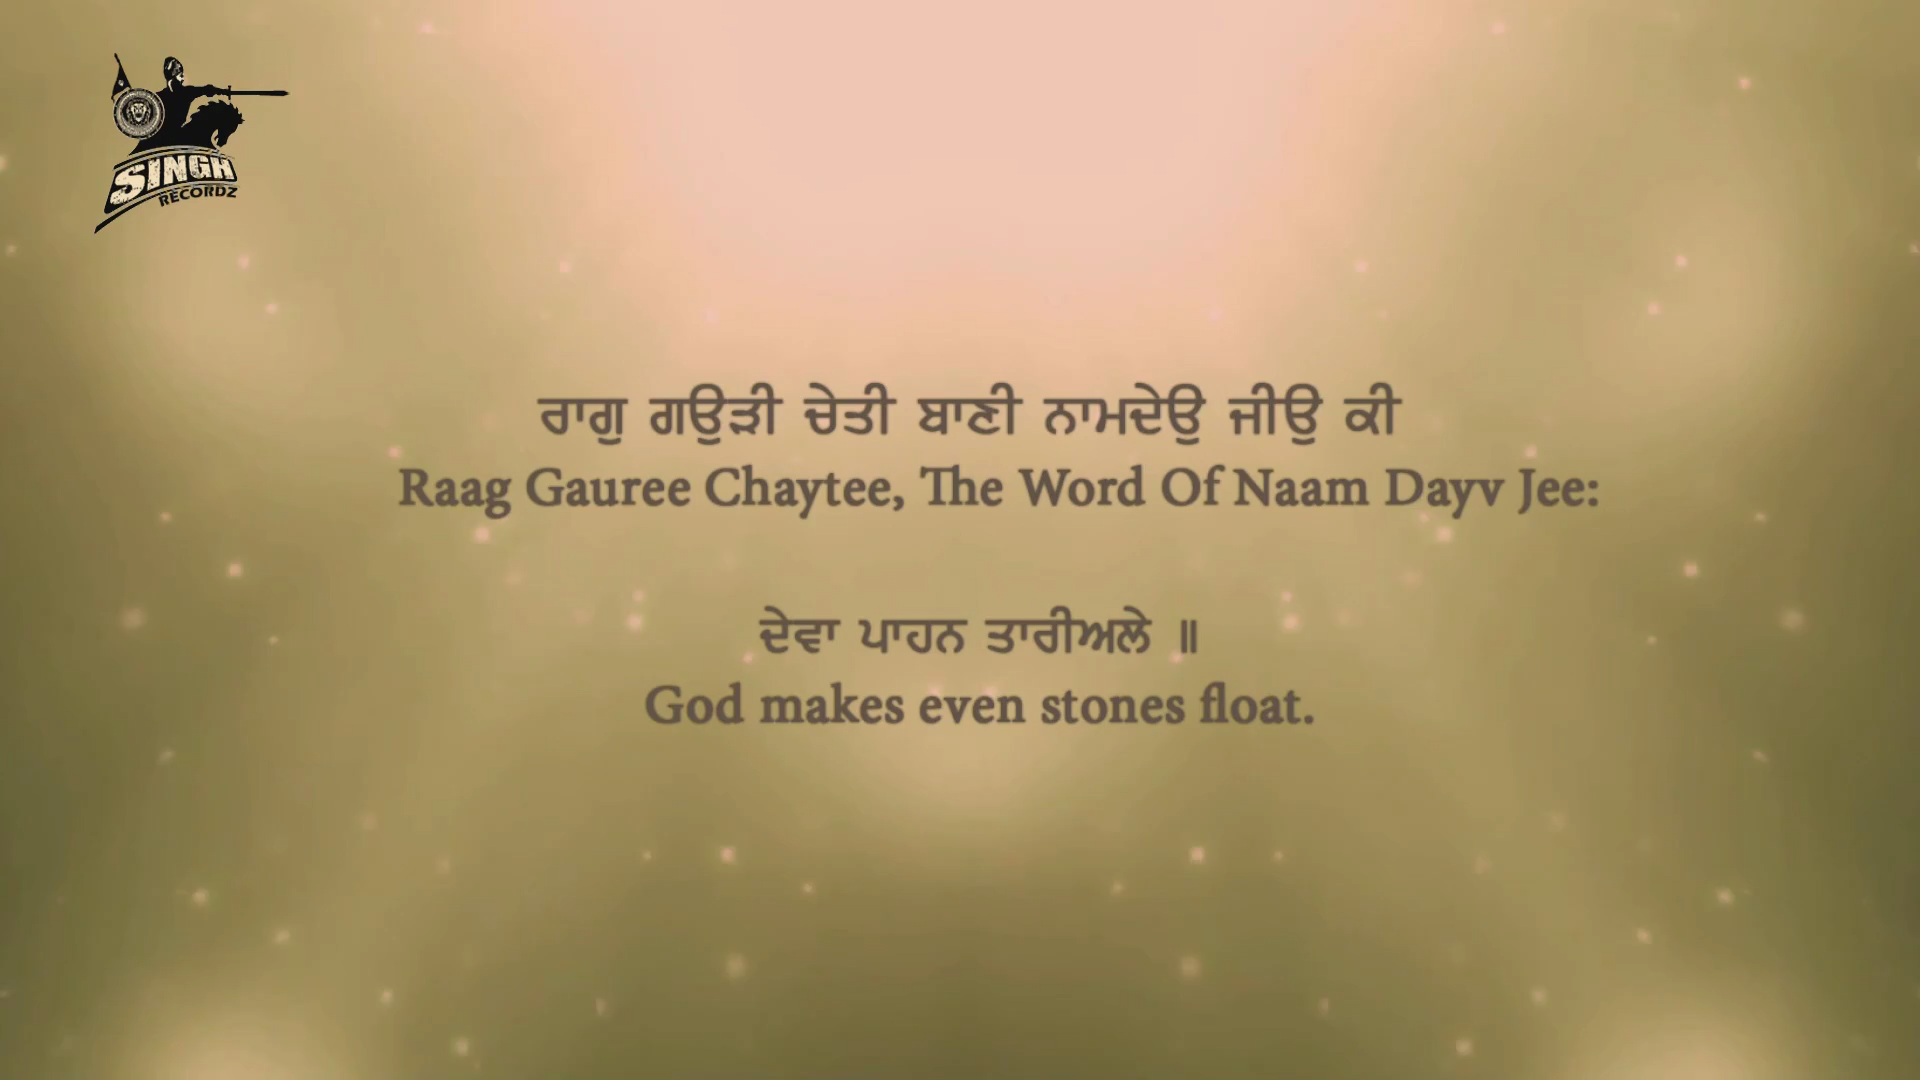 SINGH
RECORDZ
ਰਾਗੁ ਗਉੜੀ ਚੇਤੀ ਬਾਣੀ ਨਾਮਦੇਉ ਜੀਉ ਕੀ
Raag Gauree Chaytee, The Word Of Naam Dayv Jee:
ਦੇਵਾ ਪਾਹਨ ਤਾਰੀਅਲੇ ॥
God makes even stones float.